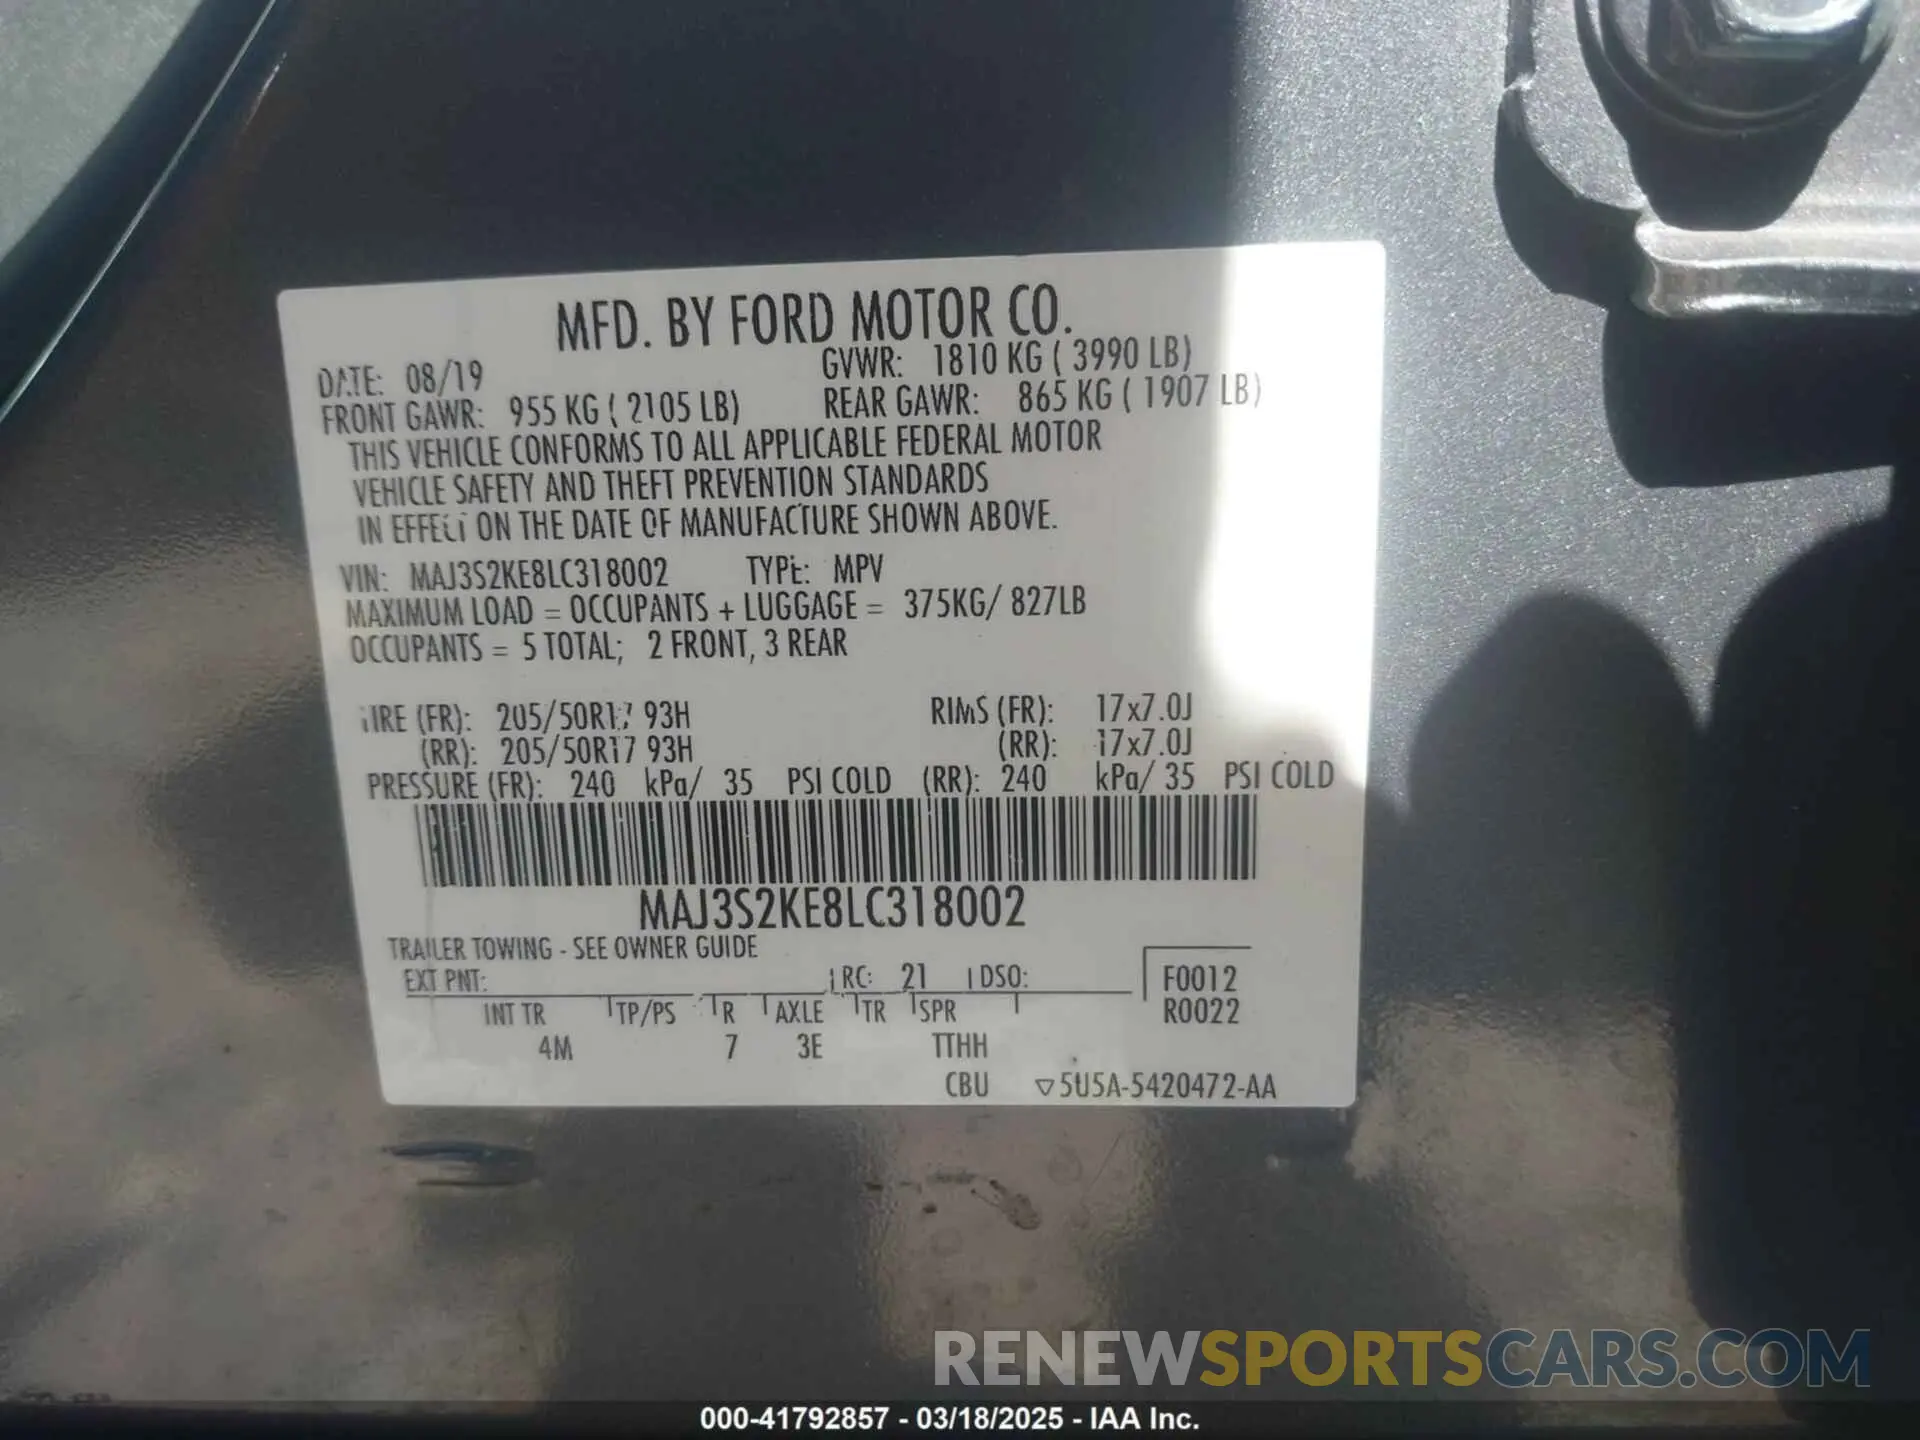 MFD. BY FORD MOTOR CO.
DATE: 08/19 GVWR: 1810 KG ( 3990 LB)
FRONT GAWR: 955 KG ( 2105 LB) REAR GAWR: 865 KG ( 1907 LB)
THIS VEHICLE CONFORMS TO ALL APPLICABLE FEDERAL MOTOR
VEHICLE SAFETY AND THEFT PREVENTION STANDARDS
IN EFFECT ON THE DATE OF MANUFACTURE SHOWN ABOVE.
VIN: MAJ3S2KE8LC318002 TYPE: MPV
MAXIMUM LOAD = OCCUPANTS + LUGGAGE = 375KG/ 827LB
OCCUPANTS = 5 TOTAL; 2 FRONT, 3 REAR
TIRE (FR): 205/50R17 93H RIMS (FR): 17x7.0J
(RR): 205/50R17 93H (RR): 17x7.0J
PRESSURE (FR): 240 kPa/ 35 PSI COLD (RR): 240 kPa/ 35 PSI COLD
MAJ3S2KE8LC318002
TRAILER TOWING - SEE OWNER GUIDE
EXT PNT: RC: 21 DSO: F0012
INT TR TP/PS R AXLE TR SPR R0022
4M 7 3E TTHH
CBU ▽5U5A-5420472-AA
RENEWSPORTSCARS.COM
000-41792857 - 03/18/2025 - IAA Inc.